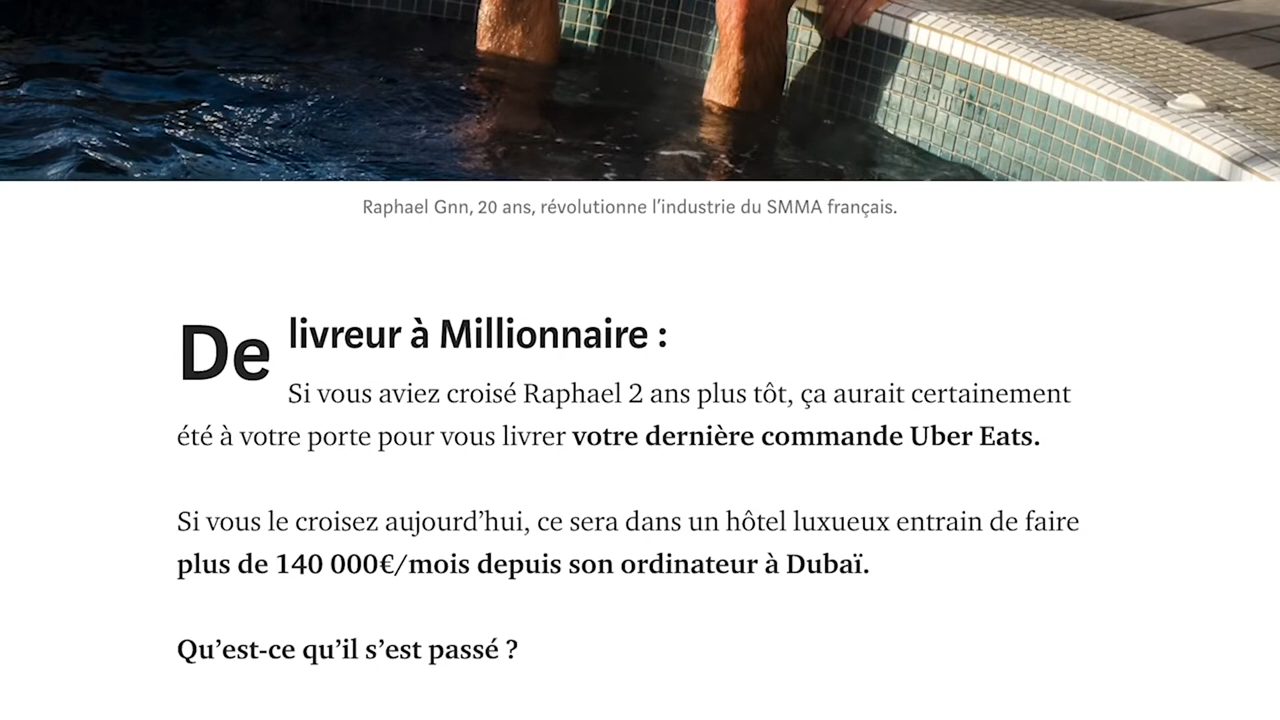 Raphael Gnn, 20 ans, révolutionne l’industrie du SMMA français.
De livreur à Millionnaire :
Si vous aviez croisé Raphael 2 ans plus tôt, ça aurait certainement
été à votre porte pour vous livrer votre dernière commande Uber Eats.
Si vous le croisez aujourd’hui, ce sera dans un hôtel luxueux entrain de faire
plus de 140 000€/mois depuis son ordinateur à Dubaï.
Qu’est-ce qu’il s’est passé ?